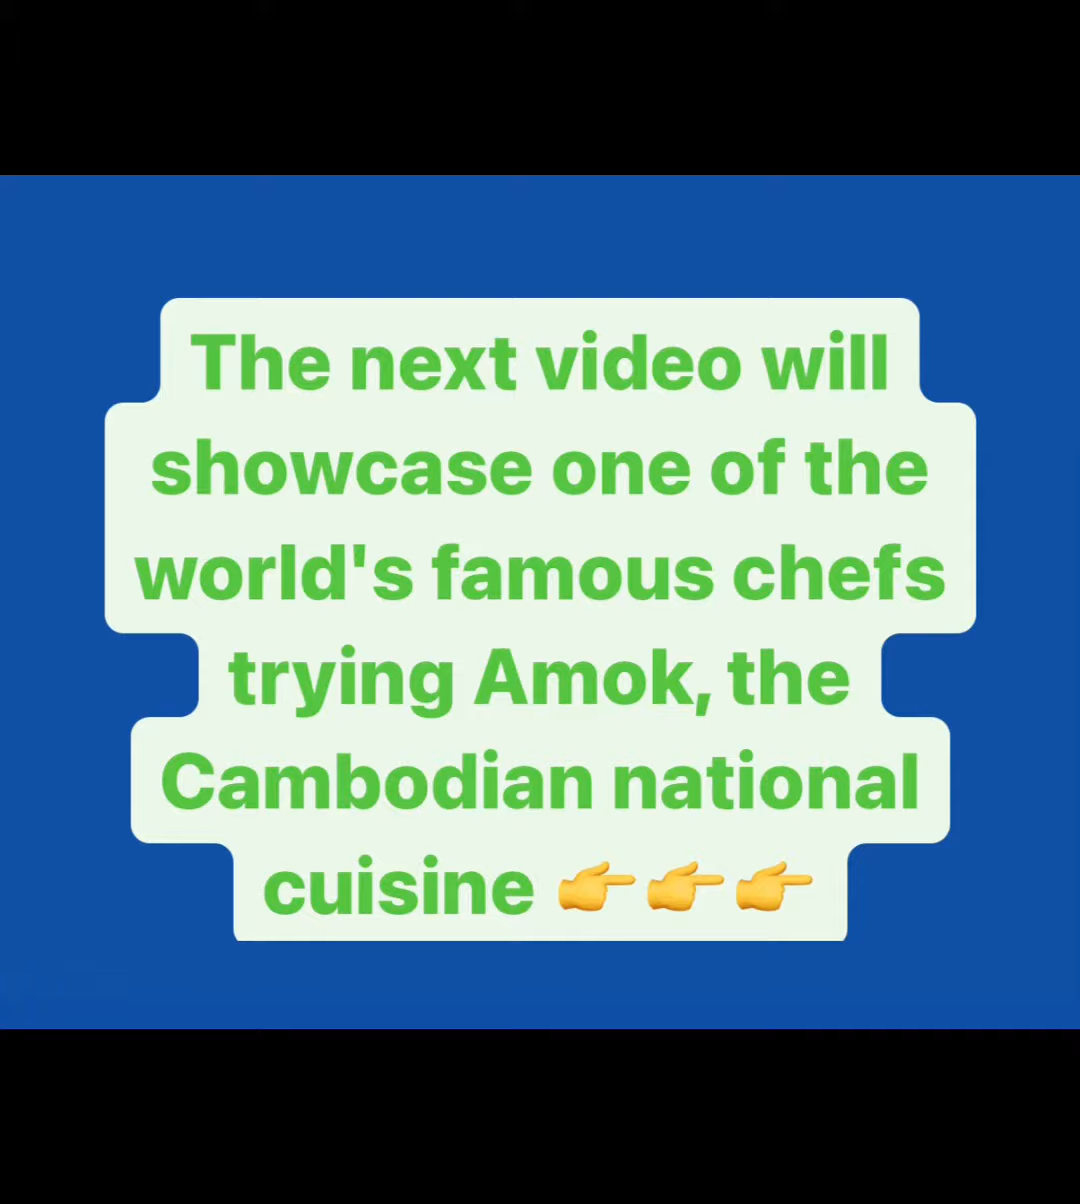 The next video will
showcase one of the
world's famous chefs
trying Amok, the
Cambodian national
cuisine 👉👉👉